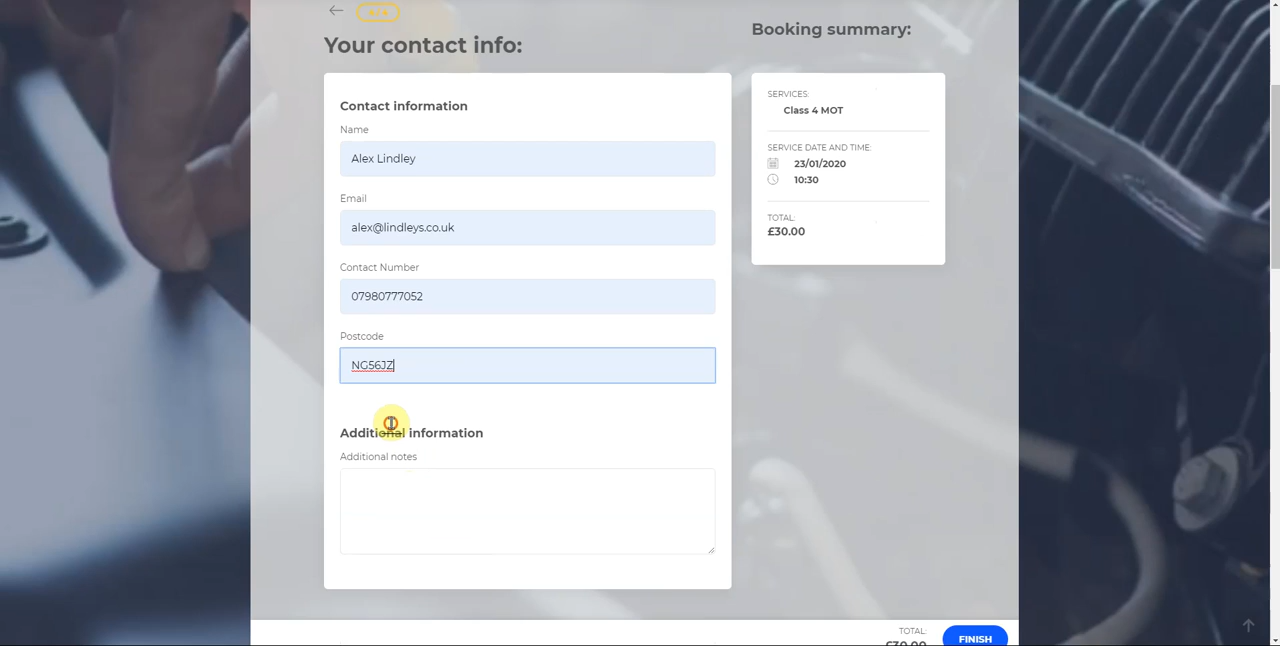 Your contact info:
Booking summary:
Contact information
Name
Alex Lindley
Email
alex@lindleys.co.uk
Contact Number
07980777052
Postcode
NG56JZ
Additional information
Additional notes
SERVICES:
Class 4 MOT
SERVICE DATE AND TIME:
23/01/2020
10:30
TOTAL:
£30.00
TOTAL:
£30.00
FINISH